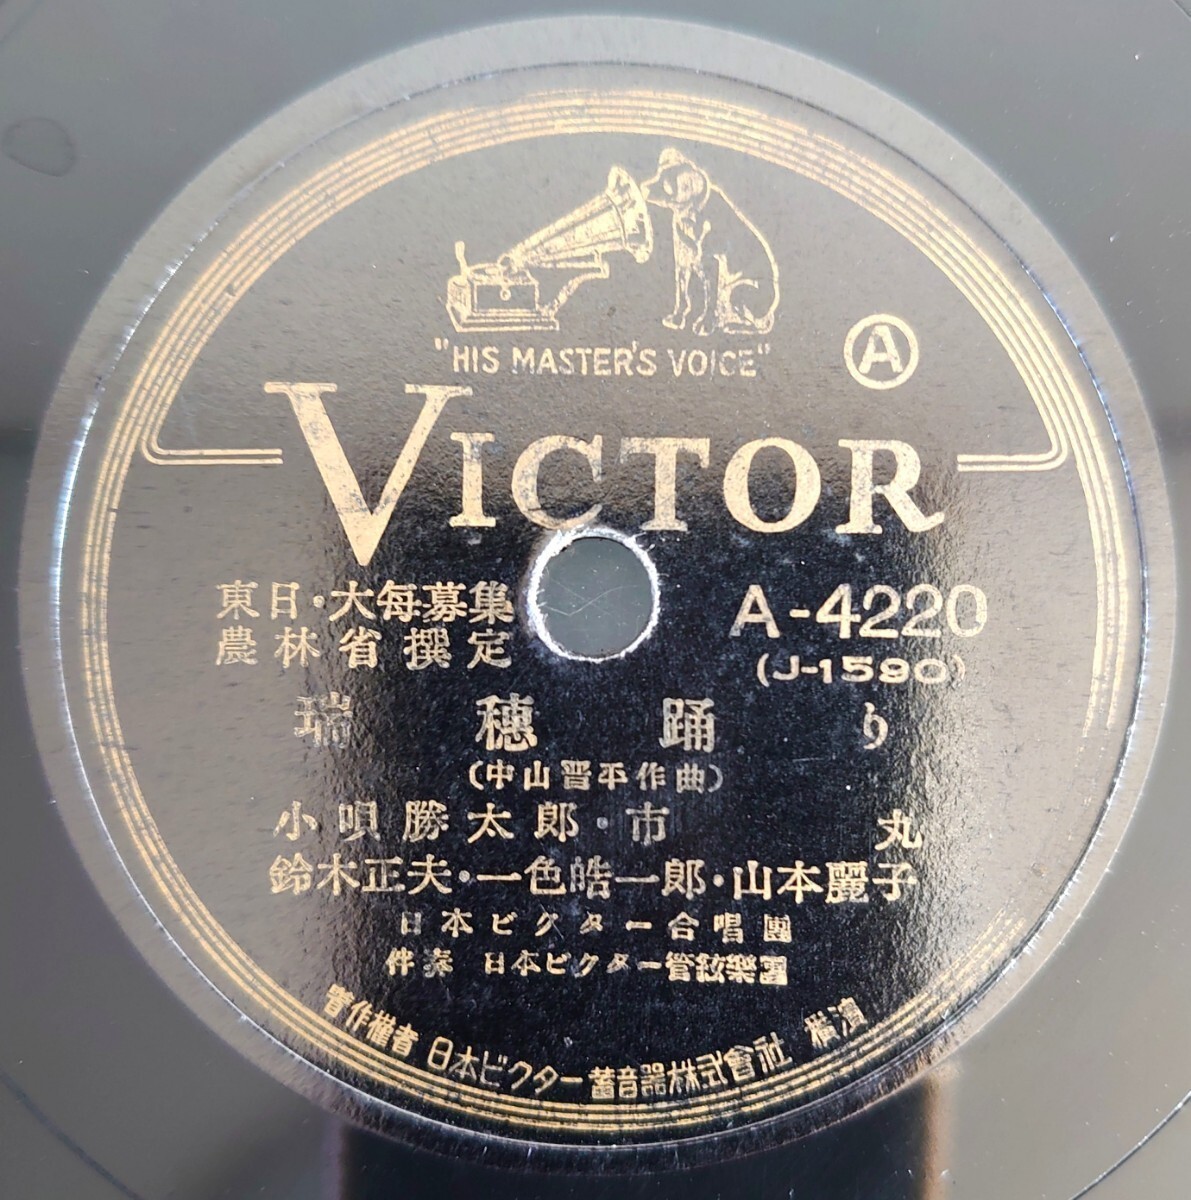 "HIS MASTER'S VOICE"
A
VICTOR
東日・大毎募集
農林省撰定
A-4220
(J-1590)
瑞穂踊り
(中山晋平作曲)
小唄勝太郎・市丸
鈴木正夫・一色皓一郎・山本麗子
日本ビクター合唱團
伴奏 日本ビクター管絃樂團
著作權者 日本ビクター蓄音器株式會社 橫濱